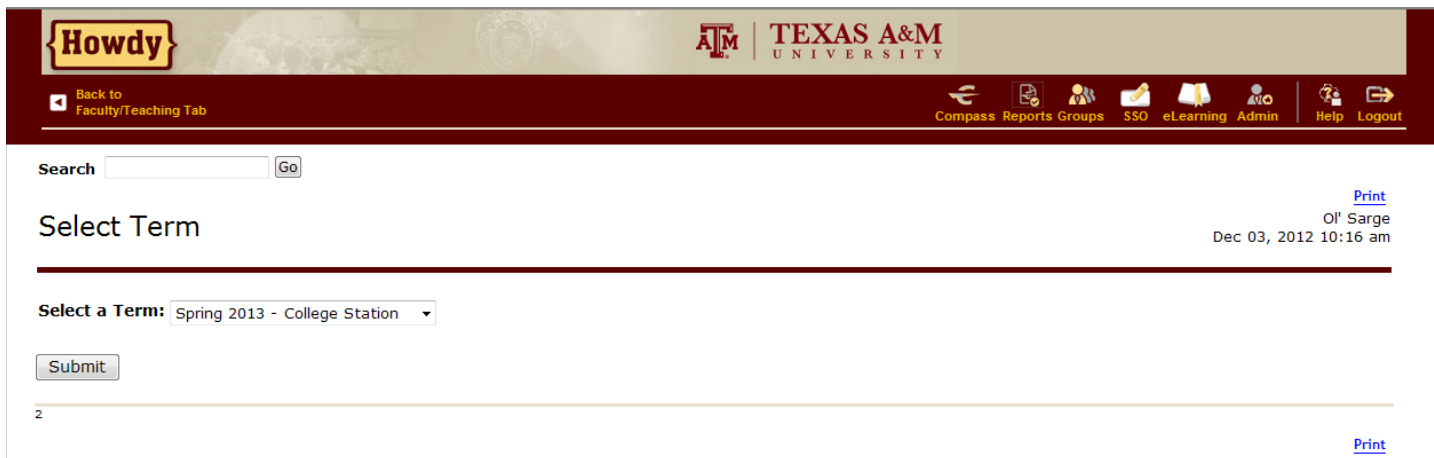 {Howdy}
ĀM | TEXAS A&M
UNIVERSITY
Back to
Faculty/Teaching Tab
Compass Reports Groups SSO eLearning Admin Help Logout
Search Go
Print
Select Term
Ol' Sarge
Dec 03, 2012 10:16 am
Select a Term: Spring 2013 - College Station
Submit
2
Print